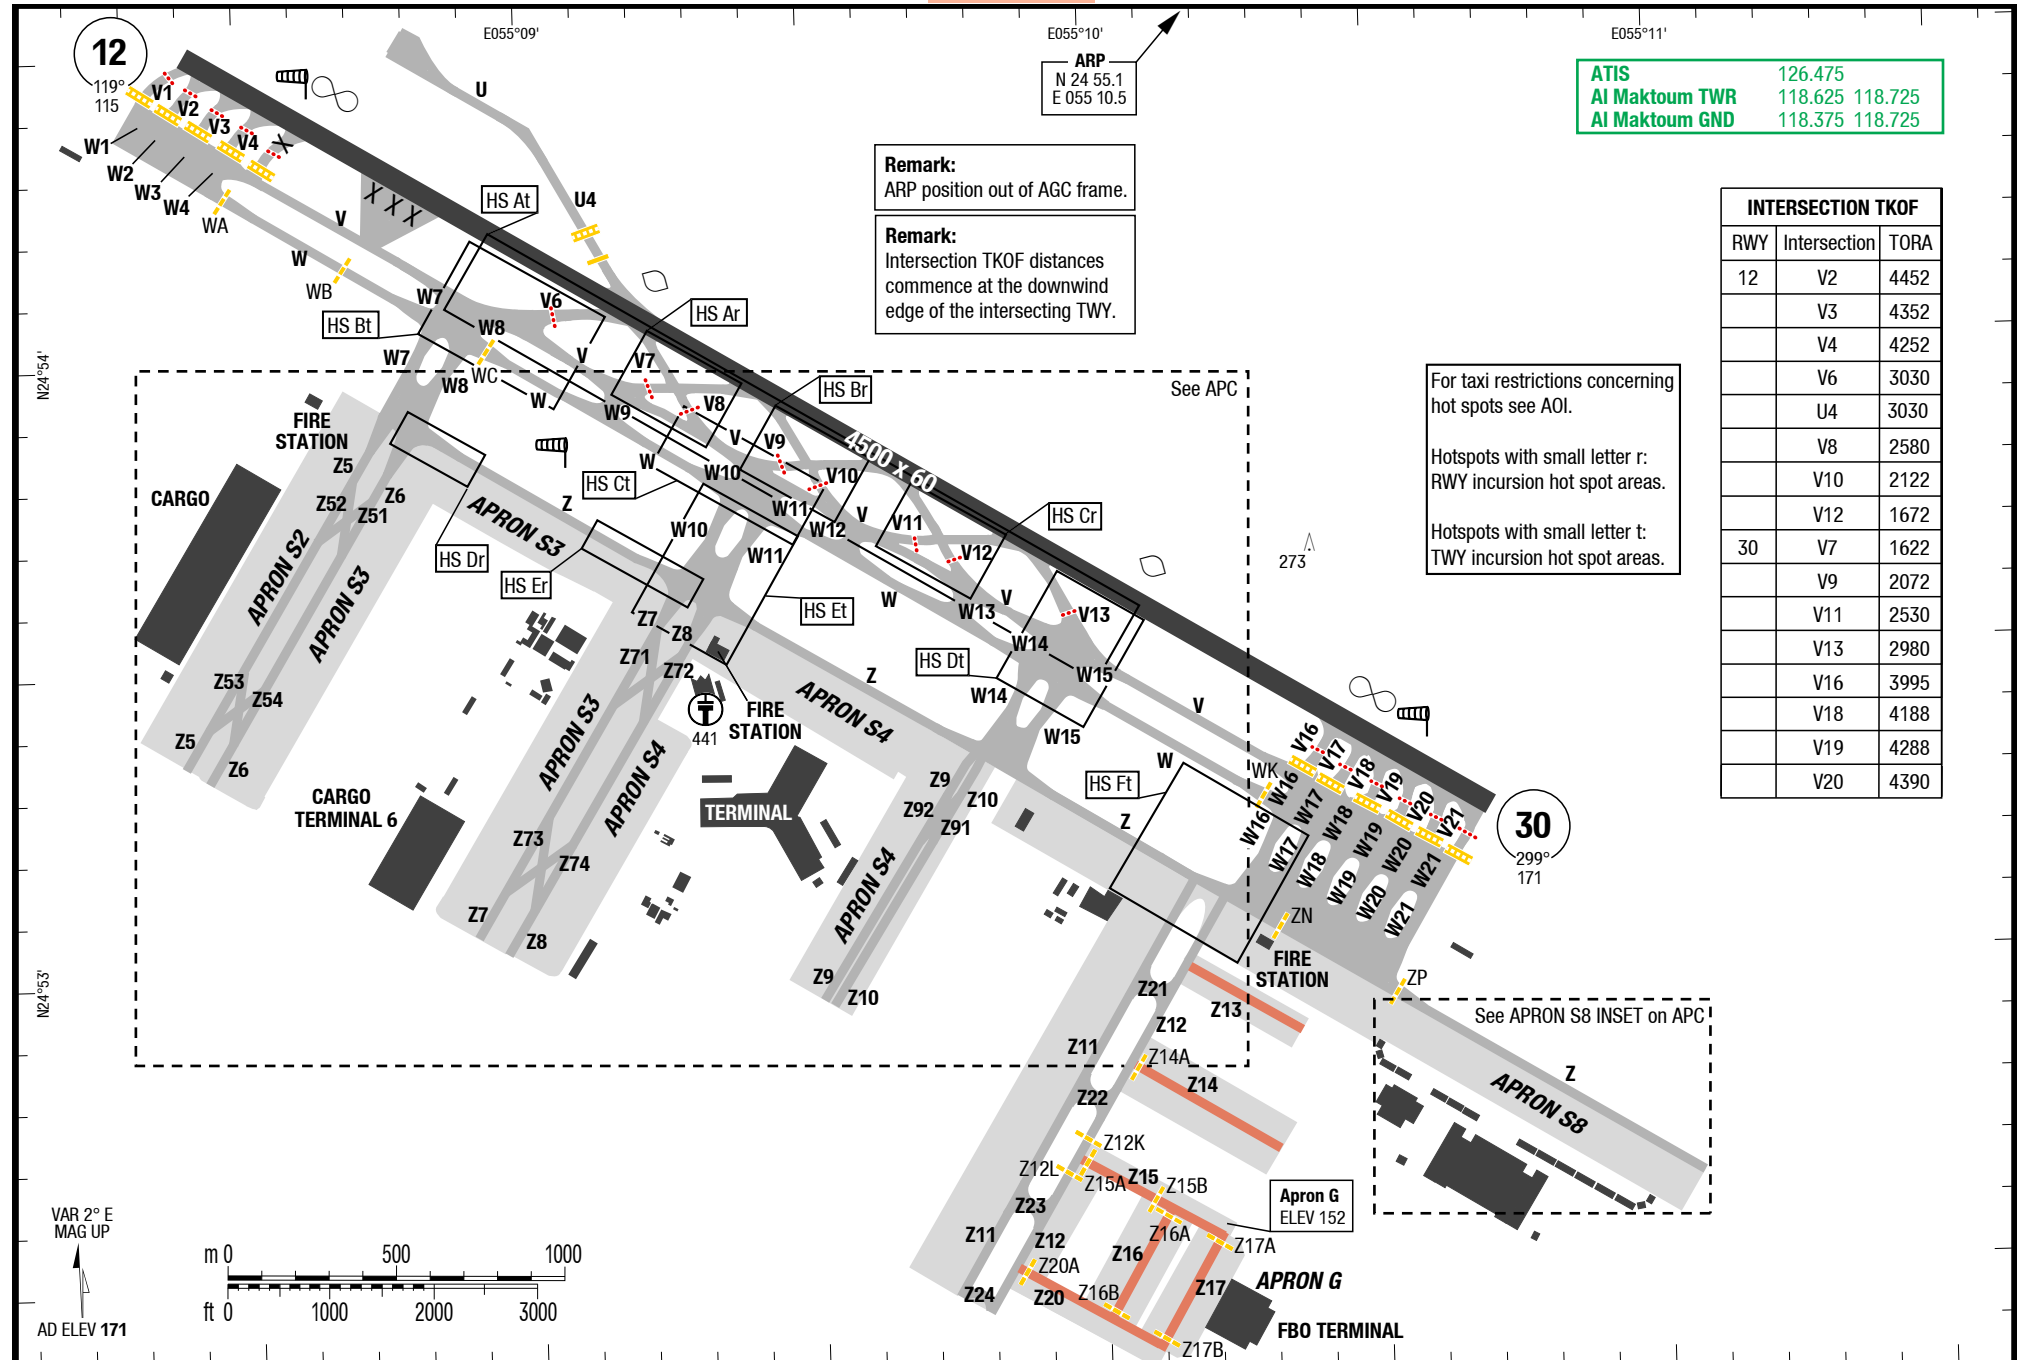 E055°09'
E055°10'
E055°11'
12
119°
115
ARP
N 24 55.1
E 055 10.5
ATIS 126.475
Al Maktoum TWR 118.625 118.725
Al Maktoum GND 118.375 118.725
Remark:
ARP position out of AGC frame.
Remark:
Intersection TKOF distances
commence at the downwind
edge of the intersecting TWY.
INTERSECTION TKOF
RWY Intersection TORA
12 V2 4452
V3 4352
V4 4252
V6 3030
U4 3030
V8 2580
V10 2122
V12 1672
30 V7 1622
V9 2072
V11 2530
V13 2980
V16 3995
V18 4188
V19 4288
V20 4390
For taxi restrictions concerning
hot spots see AOI.
Hotspots with small letter r:
RWY incursion hot spot areas.
Hotspots with small letter t:
TWY incursion hot spot areas.
U
V1
V2
V3
V4
X
W1
W2
W3
W4
WA
X X X
V
U4
HS At
W
WB
W7
V6
HS Ar
HS Bt
W8
V
V7
W7
W8
WC
W
W9
V8
HS Br
See APC
N24°54'
FIRE
STATION
Z5
V
V9
4500 x 60
W
W10
V10
HS Ct
CARGO
Z52
Z6
Z51
APRON S3
Z
W11
W12
V
V11
HS Cr
W10
W11
V12
273
HS Dr
HS Er
APRON S2
APRON S3
W
V
W13
V13
HS Et
Z7
Z8
W14
Z71
Z72
Z
HS Dt
W14
W15
Z53
Z54
441
FIRE
STATION
APRON S4
V
W15
Z5
Z6
APRON S3
APRON S4
V16
V17
V18
V19
V20
V21
W
WK
W16
W17
W18
W19
W20
W21
W16
W17
W18
W19
W20
W21
30
299°
171
CARGO
TERMINAL 6
TERMINAL
Z9
Z92
Z10
Z91
HS Ft
Z
Z73
Z74
APRON S4
Z7
Z8
ZN
FIRE
STATION
Z9
Z10
ZP
N24°53'
Z21
Z13
Z12
See APRON S8 INSET on APC
Z11
Z14A
Z14
Z
APRON S8
Z22
Z12K
Z12L
Z15A
Z15
Z15B
Apron G
ELEV 152
Z23
Z11
Z12
Z16A
Z16
Z17A
Z20A
Z16B
Z17
APRON G
Z24
Z20
FBO TERMINAL
Z17B
VAR 2° E
MAG UP
AD ELEV 171
m 0 500 1000
ft 0 1000 2000 3000